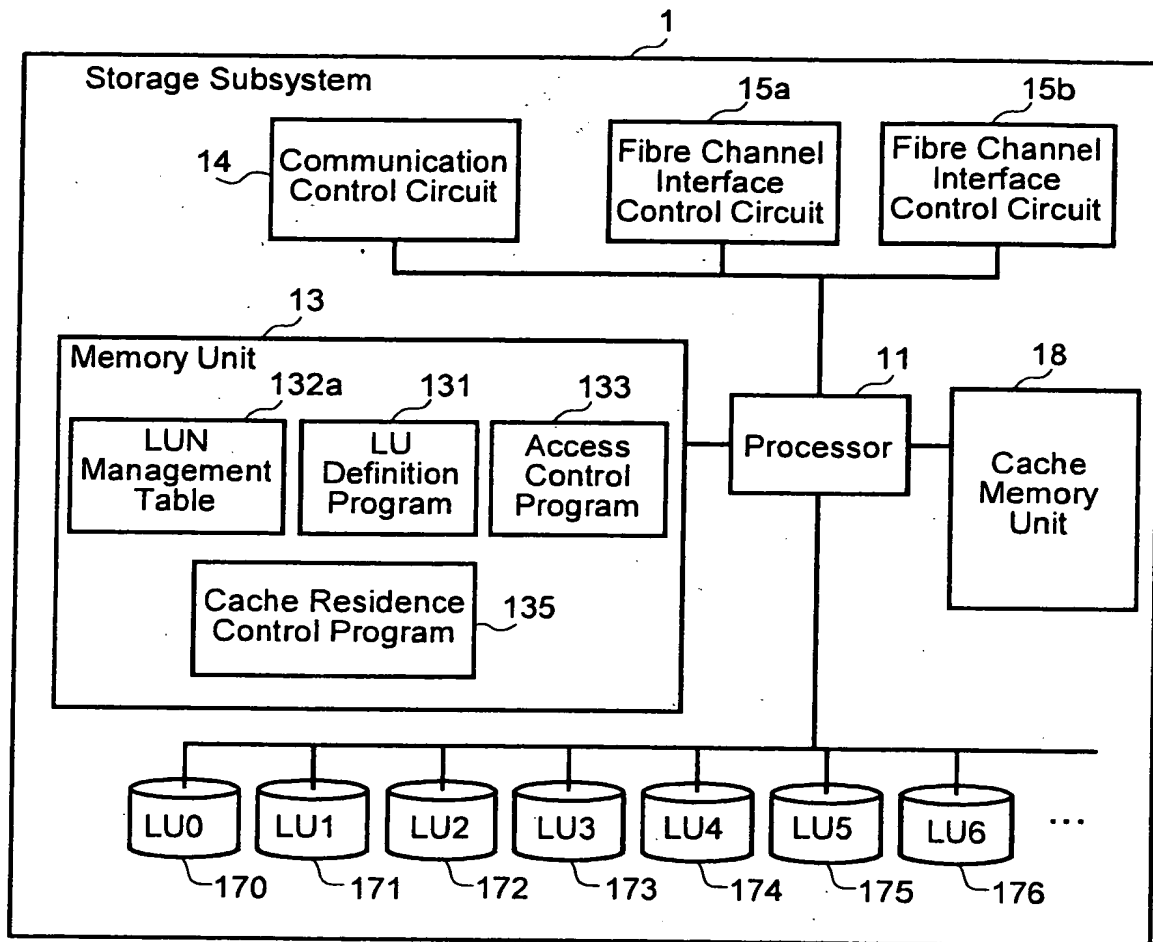 1
Storage Subsystem
15a
15b
14
Communication
Control Circuit
Fibre Channel
Interface
Control Circuit
Fibre Channel
Interface
Control Circuit
13
Memory Unit
132a
131
133
11
18
LUN
Management
Table
LU
Definition
Program
Access
Control
Program
Processor
Cache
Memory
Unit
Cache Residence
Control Program
135
LU0
LU1
LU2
LU3
LU4
LU5
LU6
...
170
171
172
173
174
175
176